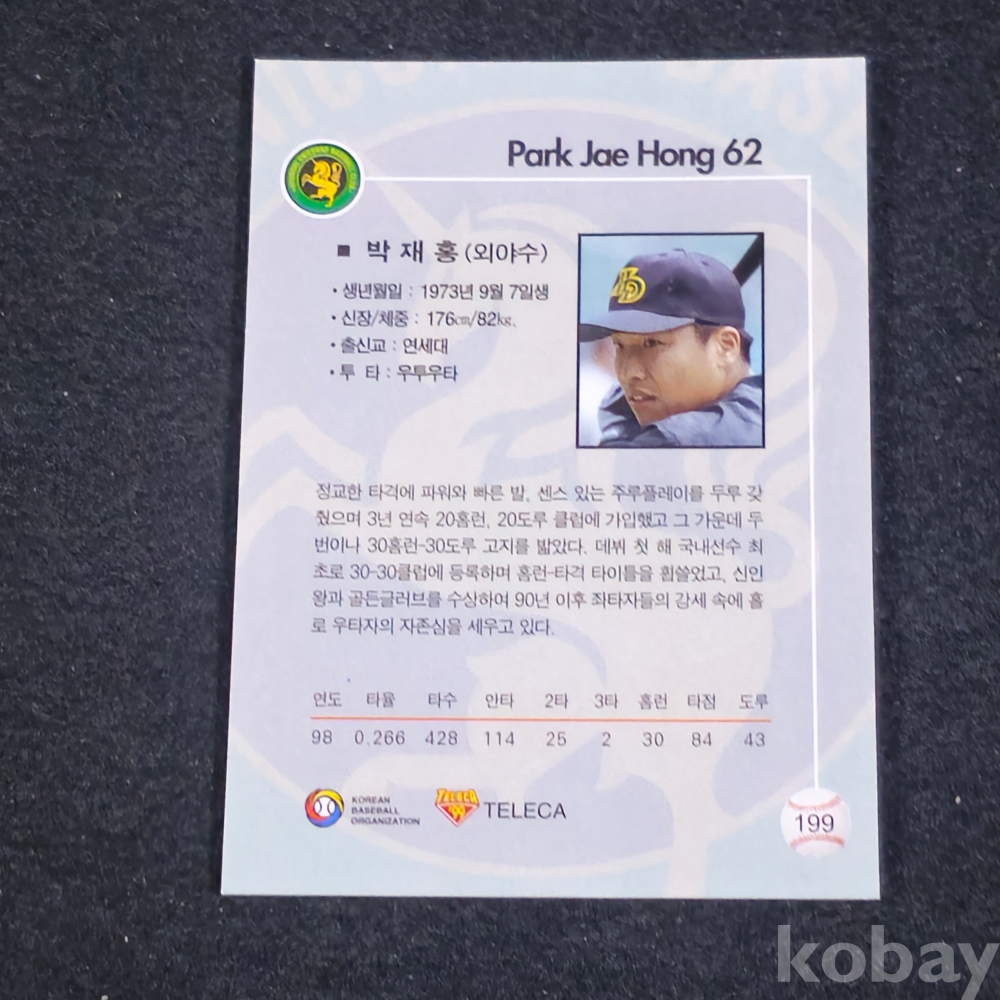 Park Jae Hong 62
■ 박 재 홍 (외야수)
• 생년월일 : 1973년 9월 7일생
• 신장/체중 : 176㎝/82㎏.
• 출신교 : 연세대
• 투 타 : 우투우타
정교한 타격에 파워와 빠른 발, 센스 있는 주루플레이를 두루 갖
췄으며 3년 연속 20홈런, 20도루 클럽에 가입했고 그 가운데 두
번이나 30홈런-30도루 고지를 밟았다. 데뷔 첫 해 국내선수 최
초로 30-30클럽에 등록하며 홈런-타격 타이틀을 휩쓸었고, 신인
왕과 골든글러브를 수상하여 90년 이후 좌타자들의 강세 속에 홀
로 우타자의 자존심을 세우고 있다.
연도 타율 타수 안타 2타 3타 홈런 타점 도루
98 0.266 428 114 25 2 30 84 43
KOREAN
BASEBALL
ORGANIZATION
TELECA
'99
TELECA
199
kobay